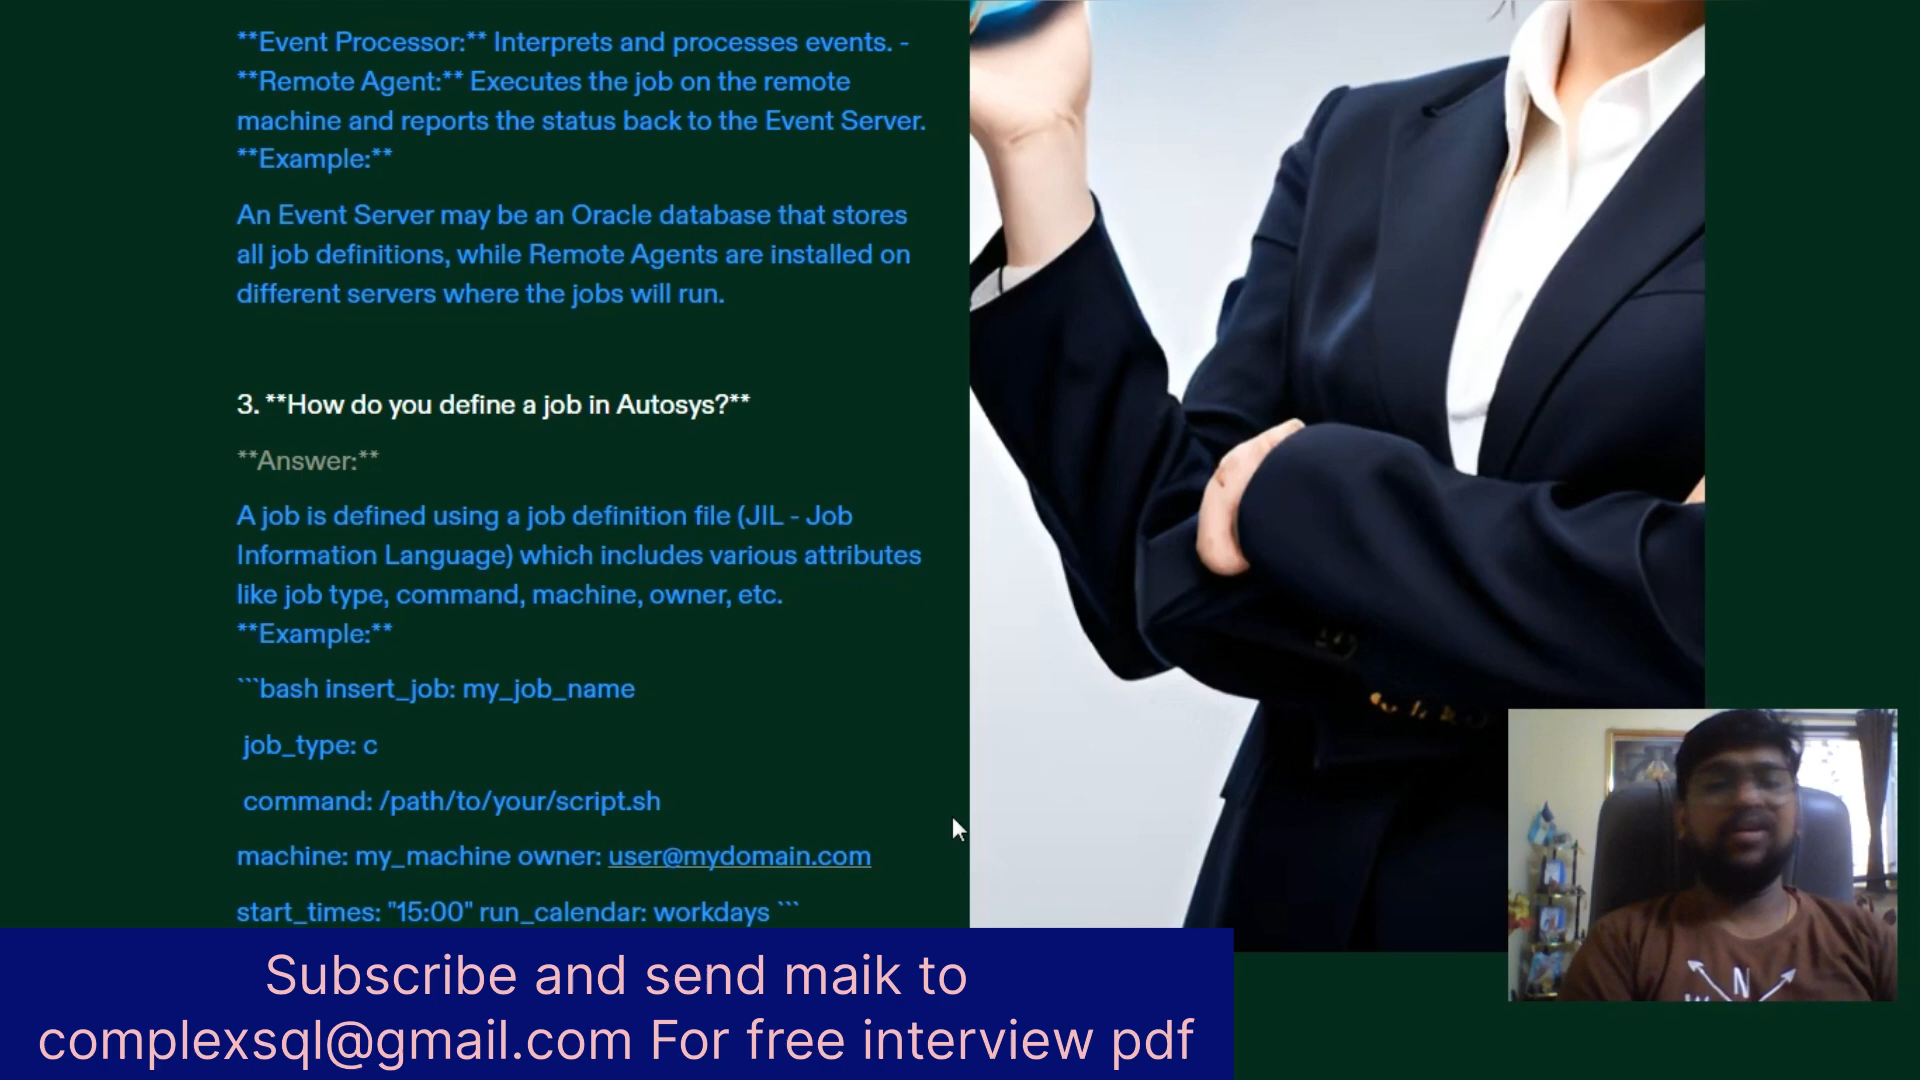 **Event Processor:** Interprets and processes events. -
**Remote Agent:** Executes the job on the remote
machine and reports the status back to the Event Server.
**Example:**
An Event Server may be an Oracle database that stores
all job definitions, while Remote Agents are installed on
different servers where the jobs will run.
3. **How do you define a job in Autosys?**
**Answer:**
A job is defined using a job definition file (JIL - Job
Information Language) which includes various attributes
like job type, command, machine, owner, etc.
**Example:**
```bash insert_job: my_job_name
job_type: c
command: /path/to/your/script.sh
machine: my_machine owner: user@mydomain.com
start_times: "15:00" run_calendar: workdays ```
Subscribe and send maik to
complexsql@gmail.com For free interview pdf
N